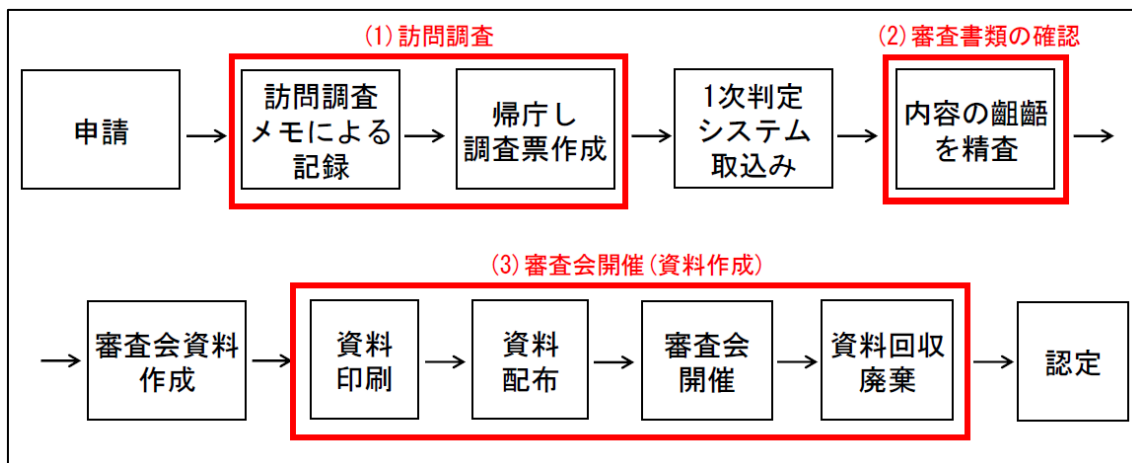 (1)訪問調査
(2)審査書類の確認
申請
訪問調査
メモによる
記録
帰庁し
調査票作成
1次判定
システム
取込み
内容の齟齬
を精査
(3)審査会開催(資料作成)
審査会資料
作成
資料
印刷
資料
配布
審査会
開催
資料回収
廃棄
認定